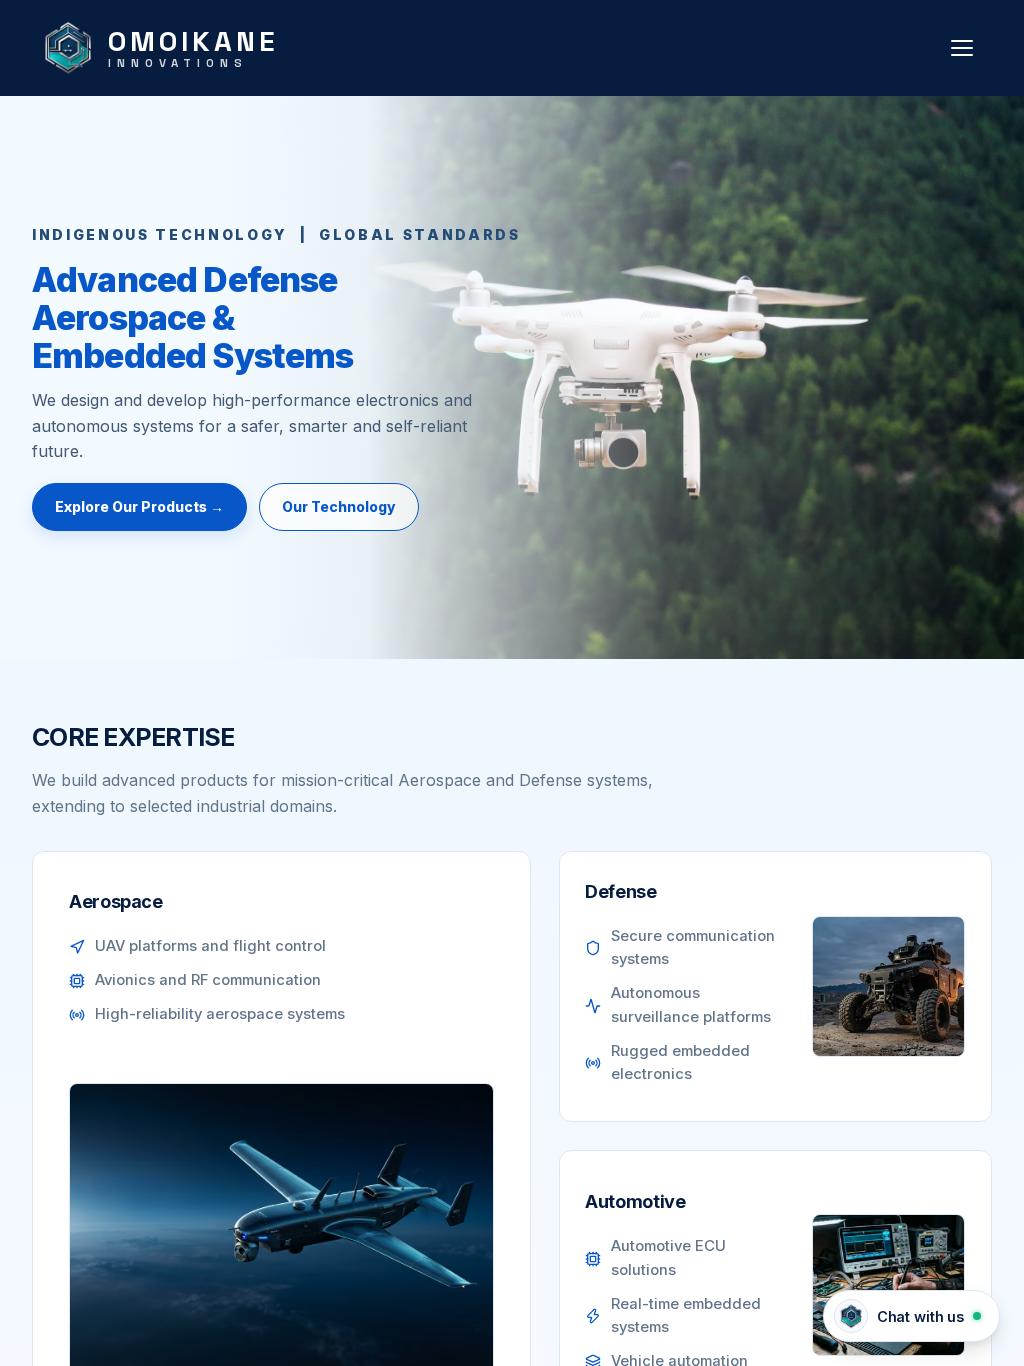 OMOIKANE
INNOVATIONS
INDIGENOUS TECHNOLOGY | GLOBAL STANDARDS
Advanced Defense
Aerospace &
Embedded Systems
We design and develop high-performance electronics and
autonomous systems for a safer, smarter and self-reliant
future.
Explore Our Products →
Our Technology
CORE EXPERTISE
We build advanced products for mission-critical Aerospace and Defense systems,
extending to selected industrial domains.
Aerospace
UAV platforms and flight control
Avionics and RF communication
High-reliability aerospace systems
Defense
Secure communication
systems
Autonomous
surveillance platforms
Rugged embedded
electronics
Automotive
Automotive ECU
solutions
Real-time embedded
systems
Vehicle automation
Chat with us